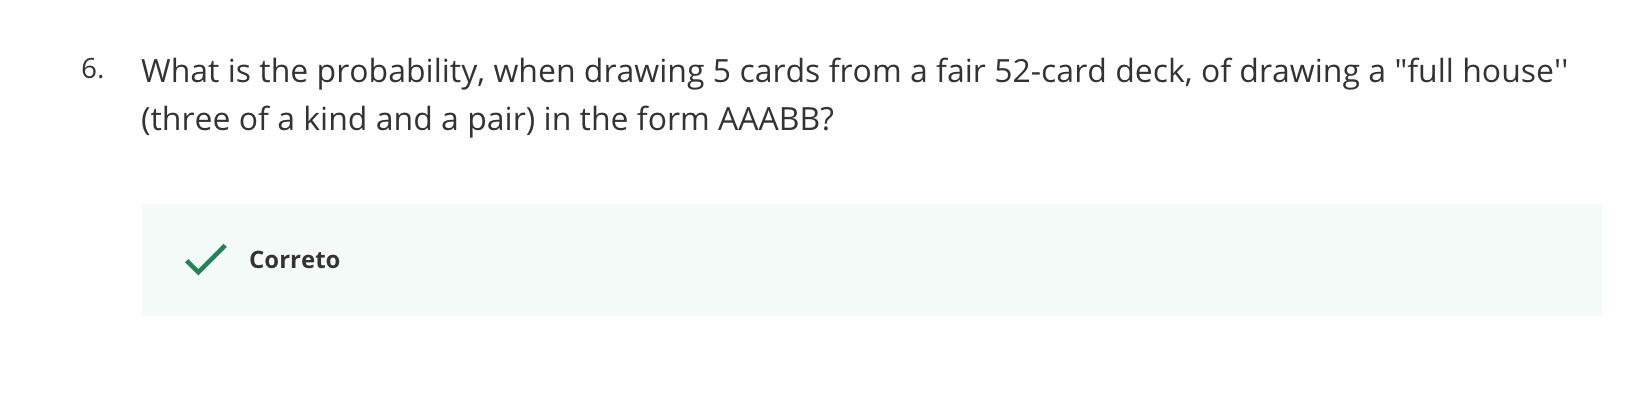 6. What is the probability, when drawing 5 cards from a fair 52-card deck, of drawing a "full house''
(three of a kind and a pair) in the form AAABB?
Correto